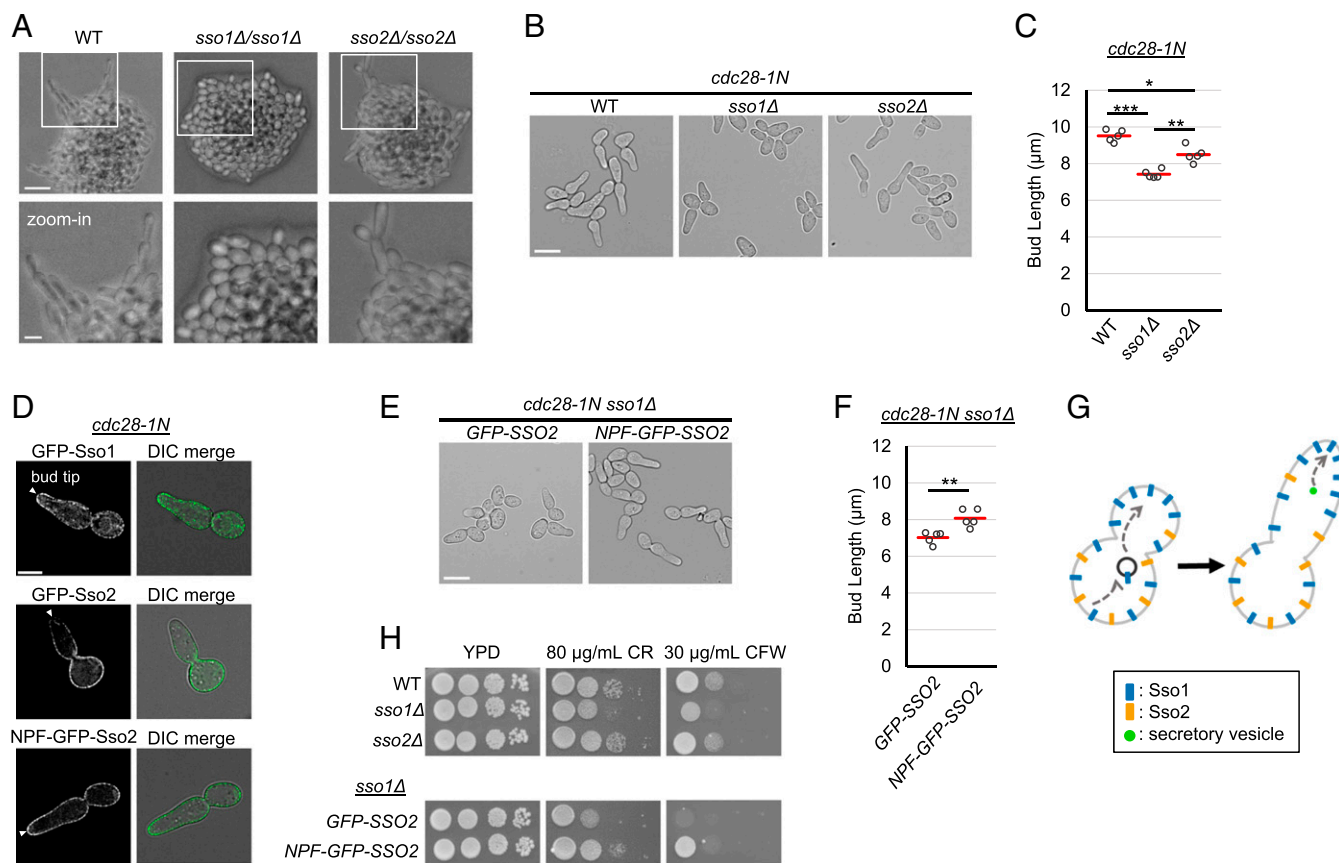 A
WT
sso1Δ/sso1Δ
sso2Δ/sso2Δ
zoom-in
B
cdc28-1N
WT
sso1Δ
sso2Δ
C
cdc28-1N
*
***
**
12
10
8
6
4
2
0
Bud Length (µm)
WT
sso1Δ
sso2Δ
D
cdc28-1N
GFP-Sso1
DIC merge
bud tip
GFP-Sso2
DIC merge
NPF-GFP-Sso2
DIC merge
E
cdc28-1N sso1Δ
GFP-SSO2
NPF-GFP-SSO2
F
cdc28-1N sso1Δ
**
12
10
8
6
4
2
0
Bud Length (µm)
GFP-SSO2
NPF-GFP-SSO2
G
: Sso1
: Sso2
: secretory vesicle
H
YPD
80 µg/mL CR
30 µg/mL CFW
WT
sso1Δ
sso2Δ
sso1Δ
GFP-SSO2
NPF-GFP-SSO2